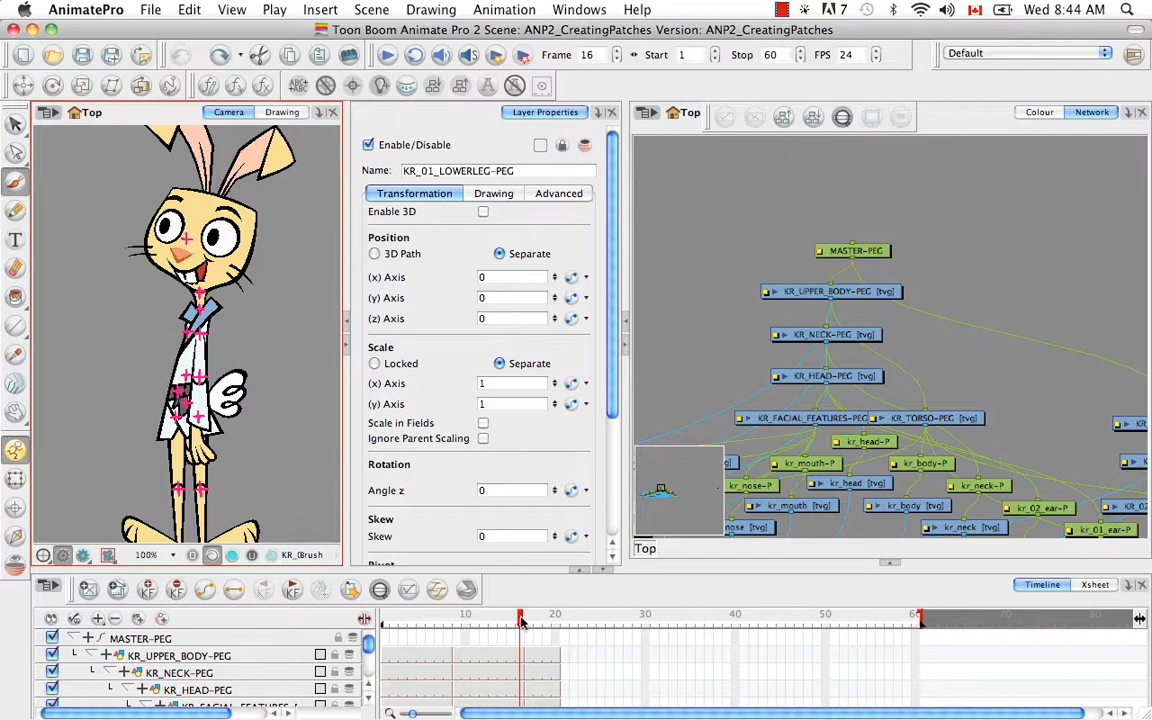 AnimatePro File Edit View Play Insert Scene Drawing Animation Windows Help 7 Wed 8:44 AM
Toon Boom Animate Pro 2 Scene: ANP2_CreatingPatches Version: ANP2_CreatingPatches
Frame 16 Start 1 Stop 60 FPS 24 Default
Top Camera Drawing Layer Properties Top Colour Network
Enable/Disable
Name: KR_01_LOWERLEG-PEG
Transformation Drawing Advanced
Enable 3D
Position
3D Path Separate
(x) Axis 0
(y) Axis 0
(z) Axis 0
Scale
Locked Separate
(x) Axis 1
(y) Axis 1
Scale in Fields
Ignore Parent Scaling
Rotation
Angle z 0
Skew
Skew 0
Pivot
MASTER-PEG
KR_UPPER_BODY-PEG [tvg]
KR_NECK-PEG [tvg]
KR_HEAD-PEG [tvg]
KR_FACIAL_FEATURES-PEG KR_TORSO-PEG [tvg]
kr_head-P
kr_mouth-P kr_body-P
kr_nose-P kr_head [tvg] kr_neck-P
kr_mouth [tvg] kr_body [tvg] kr_02_ear-P
nose [tvg] kr_neck [tvg] kr_01_ear-P
Top
100% KR_0Brush
Timeline Xsheet
10 20 30 40 50 60 70 80
MASTER-PEG
KR_UPPER_BODY-PEG
KR_NECK-PEG
KR_HEAD-PEG